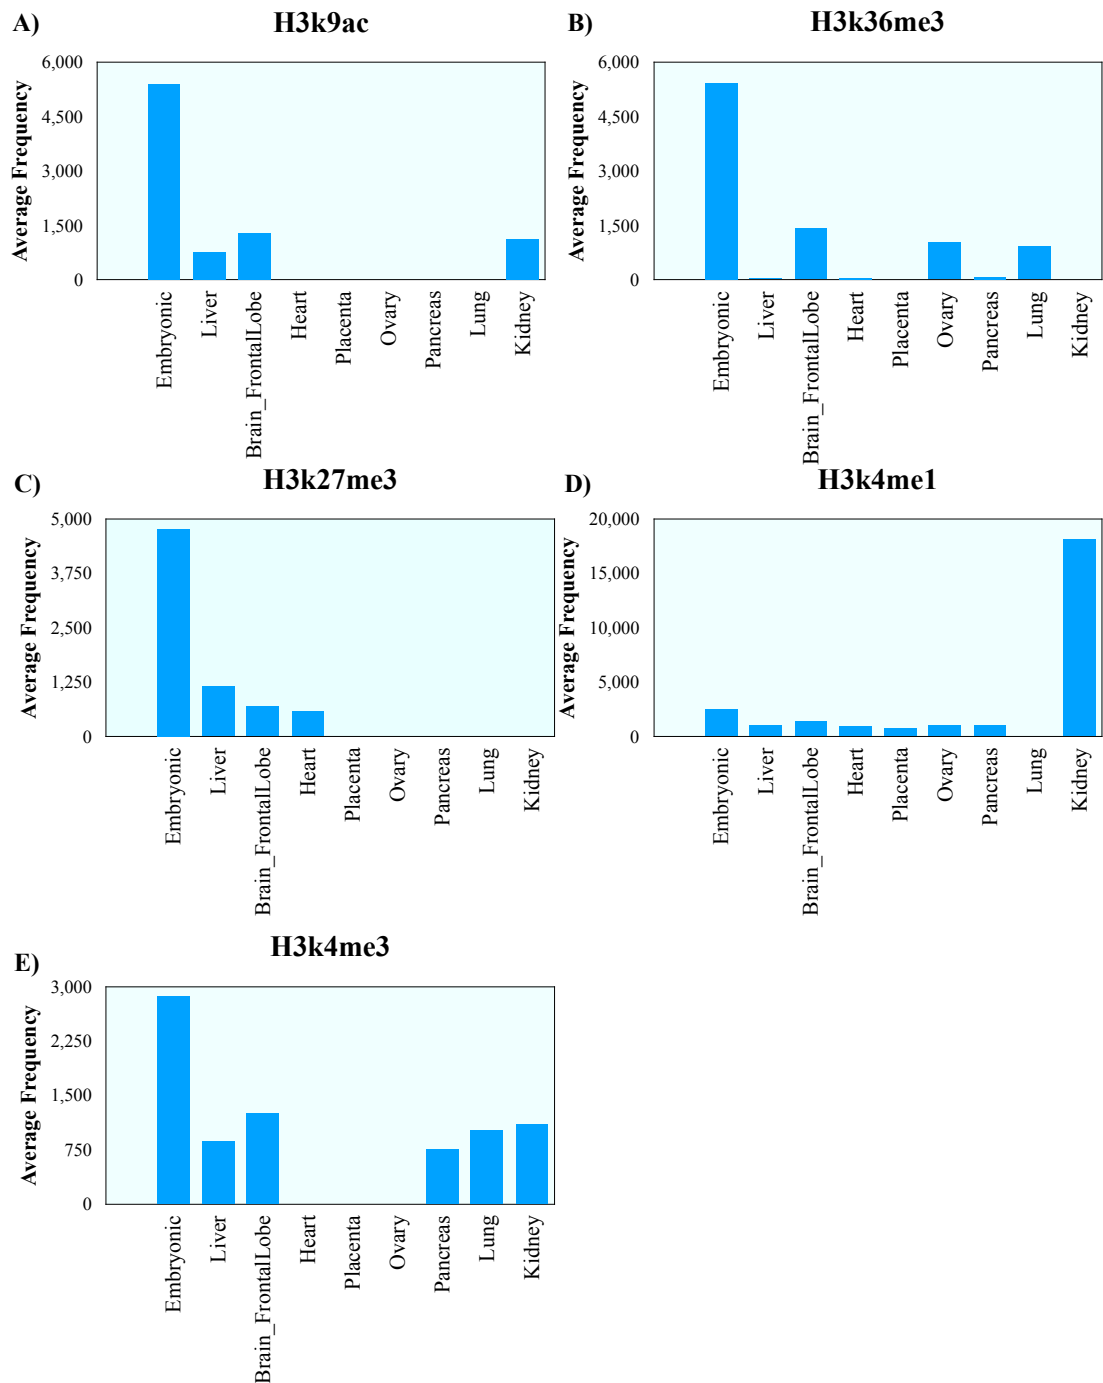 A)
H3k9ac
Average Frequency
6,000
4,500
3,000
1,500
0
Embryonic
Liver
Brain_FrontalLobe
Heart
Placenta
Ovary
Pancreas
Lung
Kidney
B)
H3k36me3
Average Frequency
6,000
4,500
3,000
1,500
0
Embryonic
Liver
Brain_FrontalLobe
Heart
Placenta
Ovary
Pancreas
Lung
Kidney
C)
H3k27me3
Average Frequency
5,000
3,750
2,500
1,250
0
Embryonic
Liver
Brain_FrontalLobe
Heart
Placenta
Ovary
Pancreas
Lung
Kidney
D)
H3k4me1
Average Frequency
20,000
15,000
10,000
5,000
0
Embryonic
Liver
Brain_FrontalLobe
Heart
Placenta
Ovary
Pancreas
Lung
Kidney
E)
H3k4me3
Average Frequency
3,000
2,250
1,500
750
0
Embryonic
Liver
Brain_FrontalLobe
Heart
Placenta
Ovary
Pancreas
Lung
Kidney